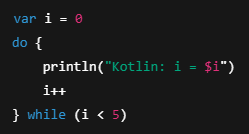 var i = 0
do {
    println("Kotlin: i = $i")
    i++
} while (i < 5)